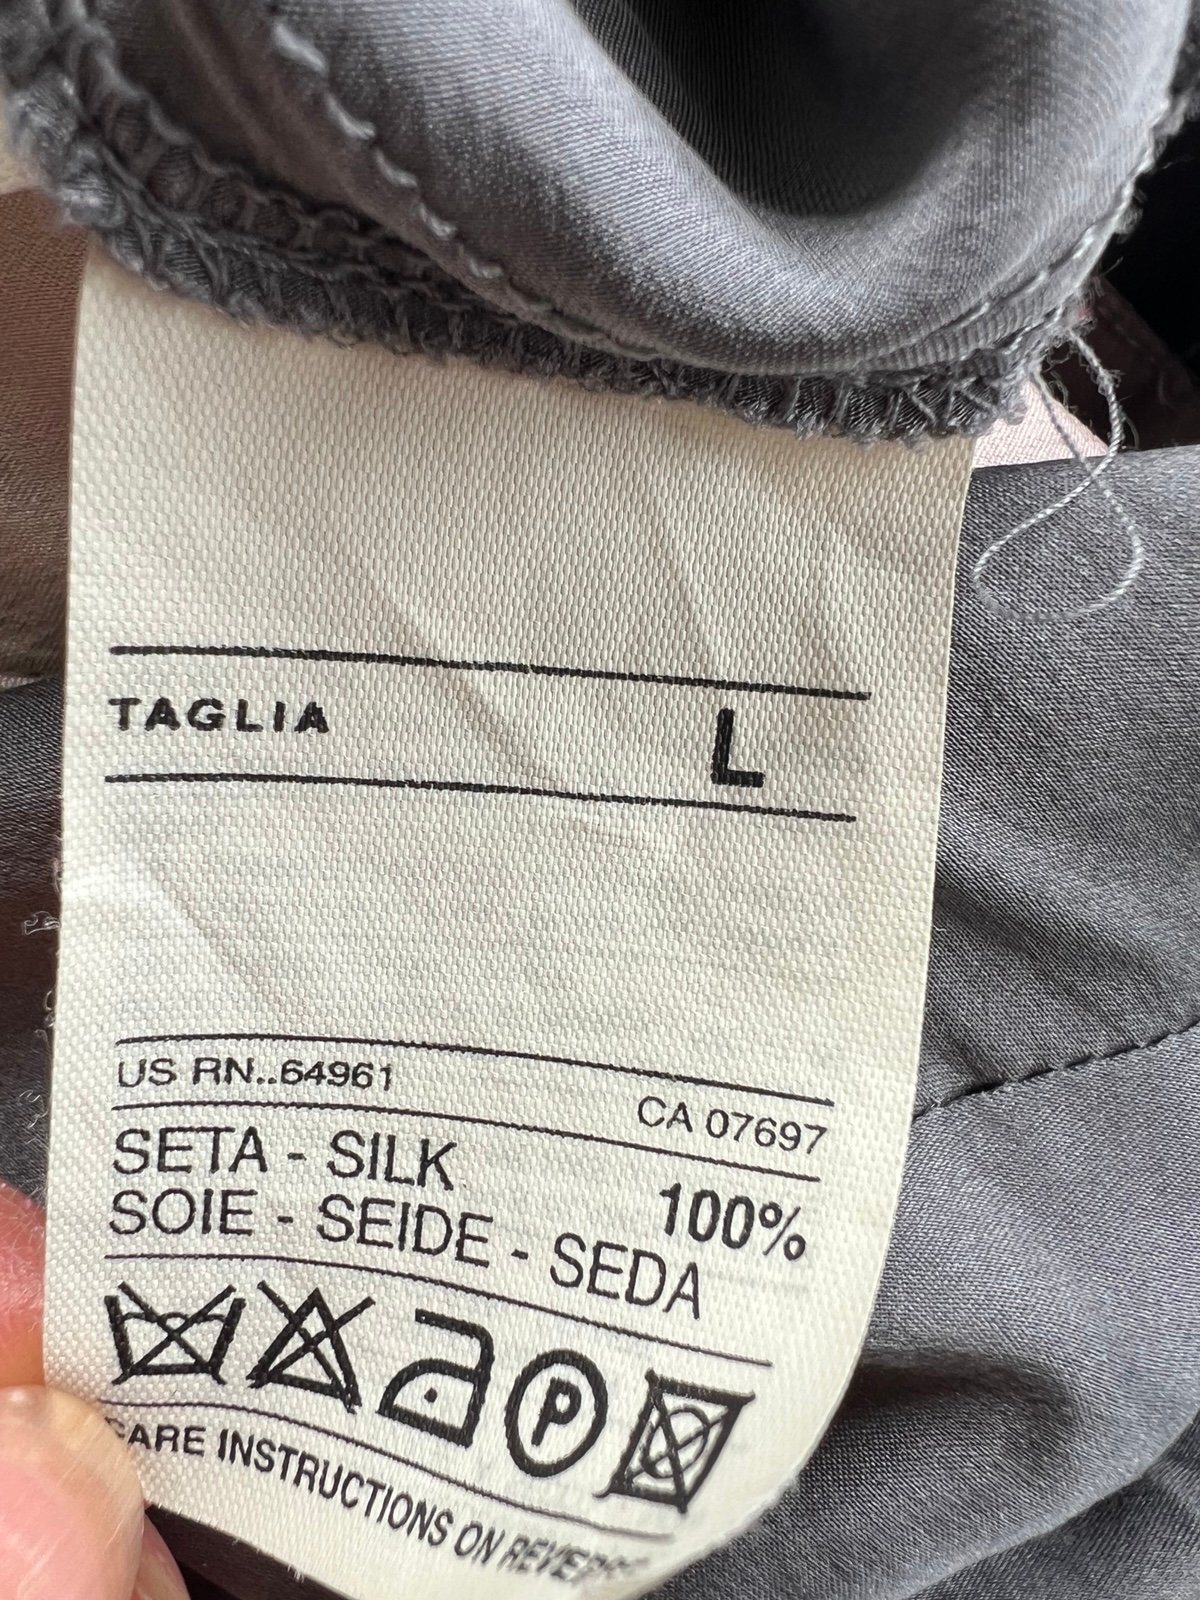 TAGLIA L
US RN..64961 CA 07697
SETA - SILK 100%
SOIE - SEIDE - SEDA
P
CARE INSTRUCTIONS ON REVERSE